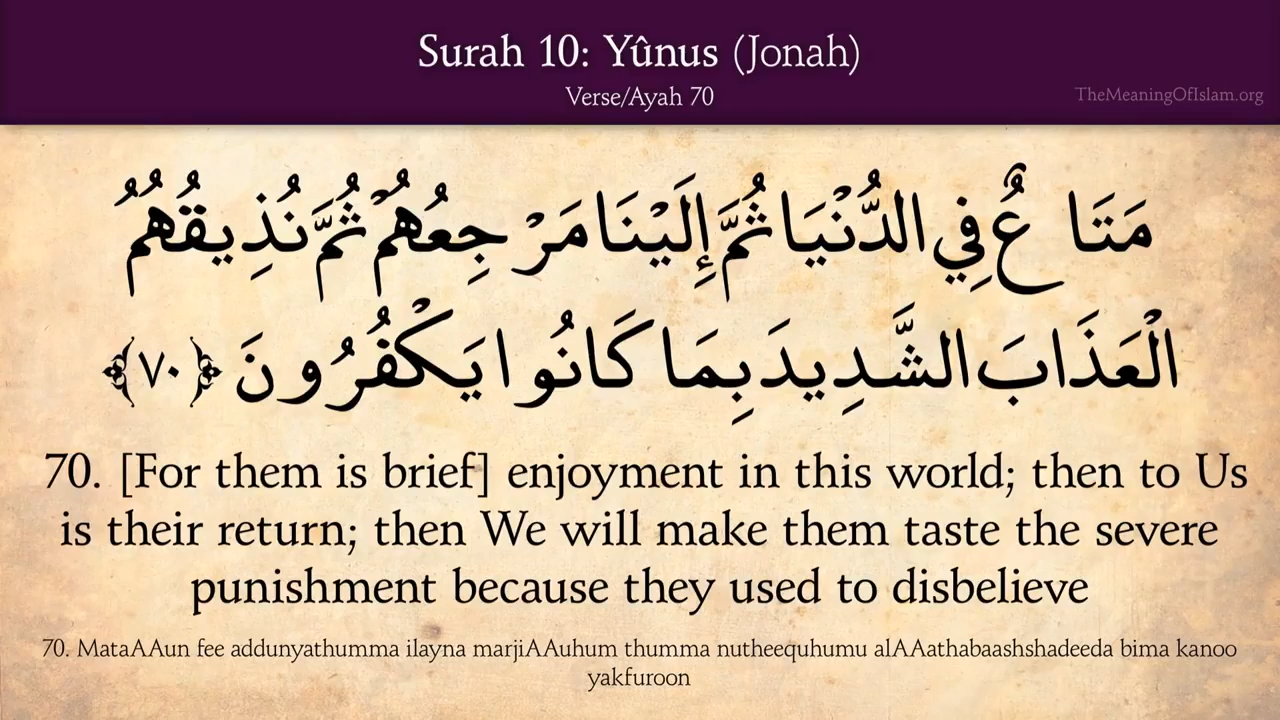 Surah 10: Yûnus (Jonah)
Verse/Ayah 70
TheMeaningOfIslam.org
مَتَاعٌ فِي الدُّنْيَا ثُمَّ إِلَيْنَا مَرْجِعُهُمْ ثُمَّ نُذِيقُهُمُ
الْعَذَابَ الشَّدِيدَ بِمَا كَانُوا يَكْفُرُونَ ﴿٧٠﴾
70. [For them is brief] enjoyment in this world; then to Us
is their return; then We will make them taste the severe
punishment because they used to disbelieve
70. MataAAun fee addunyathumma ilayna marjiAAuhum thumma nutheequhumu alAAathabaashshadeeda bima kanoo
yakfuroon